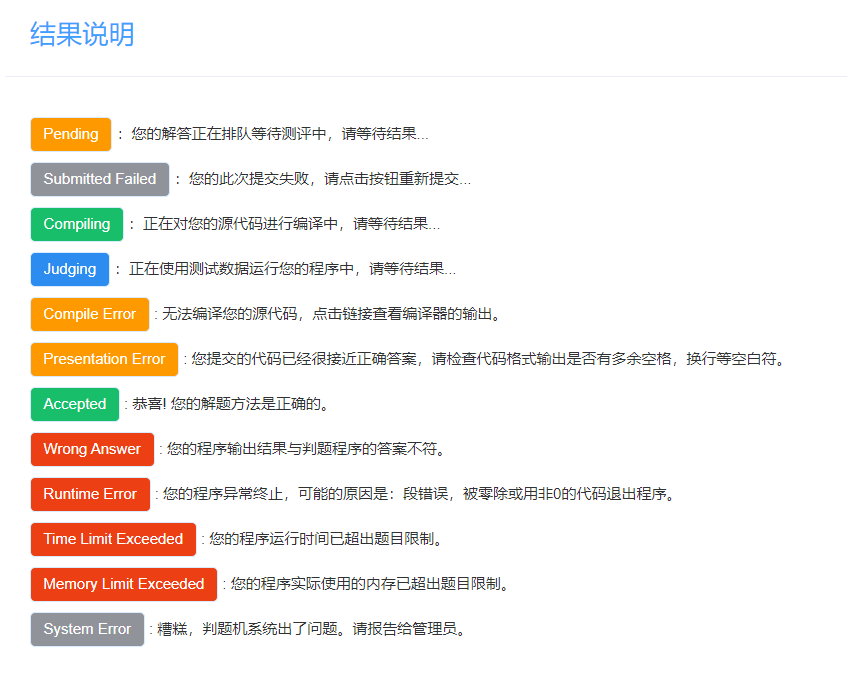 结果说明
Pending ：您的解答正在排队等待测评中，请等待结果...
Submitted Failed ：您的此次提交失败，请点击按钮重新提交...
Compiling ：正在对您的源代码进行编译中，请等待结果...
Judging ：正在使用测试数据运行您的程序中，请等待结果...
Compile Error : 无法编译您的源代码，点击链接查看编译器的输出。
Presentation Error : 您提交的代码已经很接近正确答案，请检查代码格式输出是否有多余空格，换行等空白符。
Accepted : 恭喜! 您的解题方法是正确的。
Wrong Answer : 您的程序输出结果与判题程序的答案不符。
Runtime Error : 您的程序异常终止，可能的原因是：段错误，被零除或用非0的代码退出程序。
Time Limit Exceeded : 您的程序运行时间已超出题目限制。
Memory Limit Exceeded : 您的程序实际使用的内存已超出题目限制。
System Error : 糟糕，判题机系统出了问题。请报告给管理员。